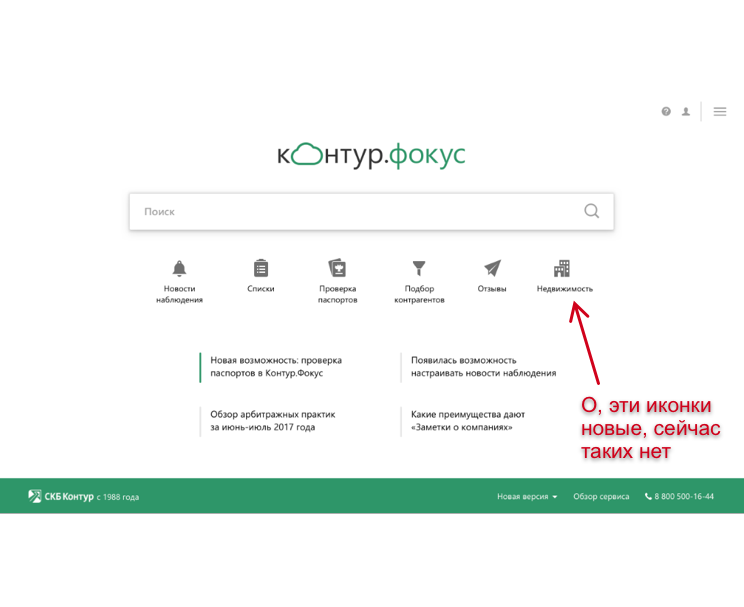 контур.фокус
Поиск
Новости
наблюдения
Списки
Проверка
паспортов
Подбор
контрагентов
Отзывы
Недвижимость
Новая возможность: проверка
паспортов в Контур.Фокус
Появилась возможность
настраивать новости наблюдения
Обзор арбитражных практик
за июнь-июль 2017 года
Какие преимущества дают
«Заметки о компаниях»
О, эти иконки
новые, сейчас
таких нет
СКБ Контур с 1988 года
Новая версия
Обзор сервиса
8 800 500-16-44